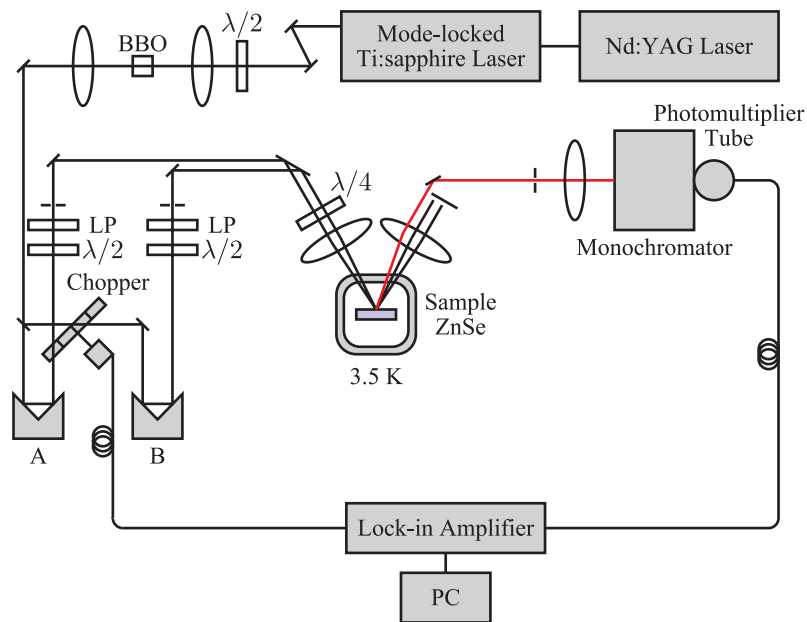 BBO
λ/2
Mode-locked
Ti:sapphire Laser
Nd:YAG Laser
Photomultiplier
Tube
λ/4
LP
λ/2
LP
λ/2
Monochromator
Chopper
Sample
ZnSe
3.5 K
A
B
Lock-in Amplifier
PC